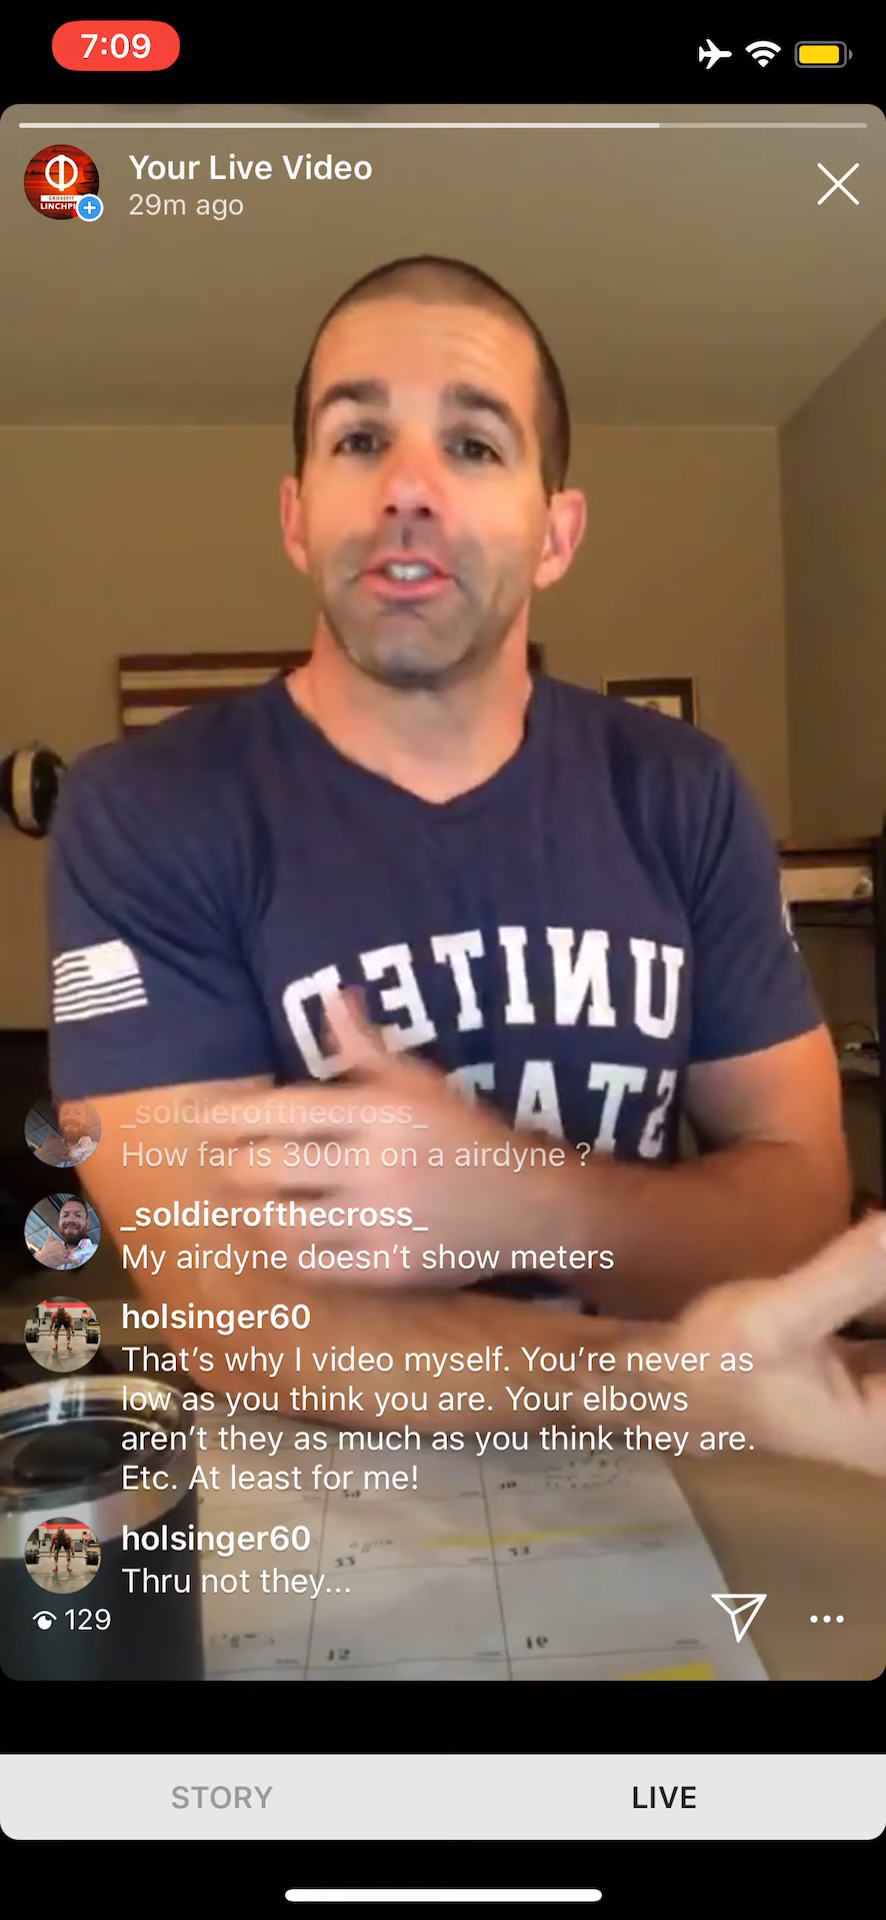 7:09
Your Live Video
29m ago
CROSSFIT
UNITED
_soldierofthecross_
How far is 300m on a airdyne ?
_soldierofthecross_
My airdyne doesn’t show meters
holsinger60
That’s why I video myself. You’re never as
low as you think you are. Your elbows
aren’t they as much as you think they are.
Etc. At least for me!
holsinger60
Thru not they...
129
STORY
LIVE